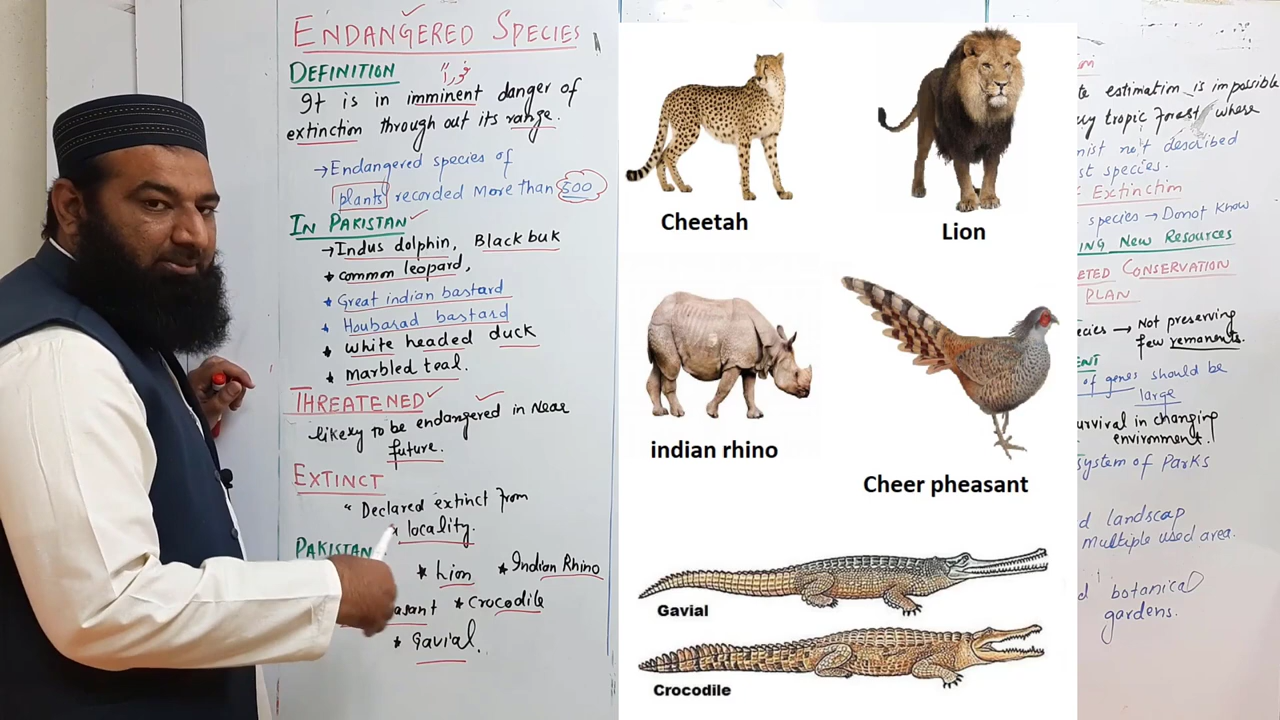 ENDANGERED SPECIES
DEFINITION
فوراً
It is in imminent danger of
extinction through out its range.
→Endangered species of
plants recorded More than 500
IN PAKISTAN
→Indus dolphin, Black buk
common leopard,
Great indian bastard
Houbarad bastard
white headed duck
marbled teal.
THREATENED
likely to be endangered in Near
future.
EXTINCT
"Declared extinct from
locality.
PAKISTAN
Lion
Indian Rhino
Crocodile
Gavial.
Cheetah
Lion
indian rhino
Cheer pheasant
Gavial
Crocodile
estimation is impossible
tropic forest where
not described
species.
EXTINCTION
species → Donot know
NEW RESOURCES
CONSERVATION
PLAN
→ Not preserving
few remanents.
of genes should be
large
in changing
environment.
system of Parks
landscap
multiple used area.
botanical
gardens.